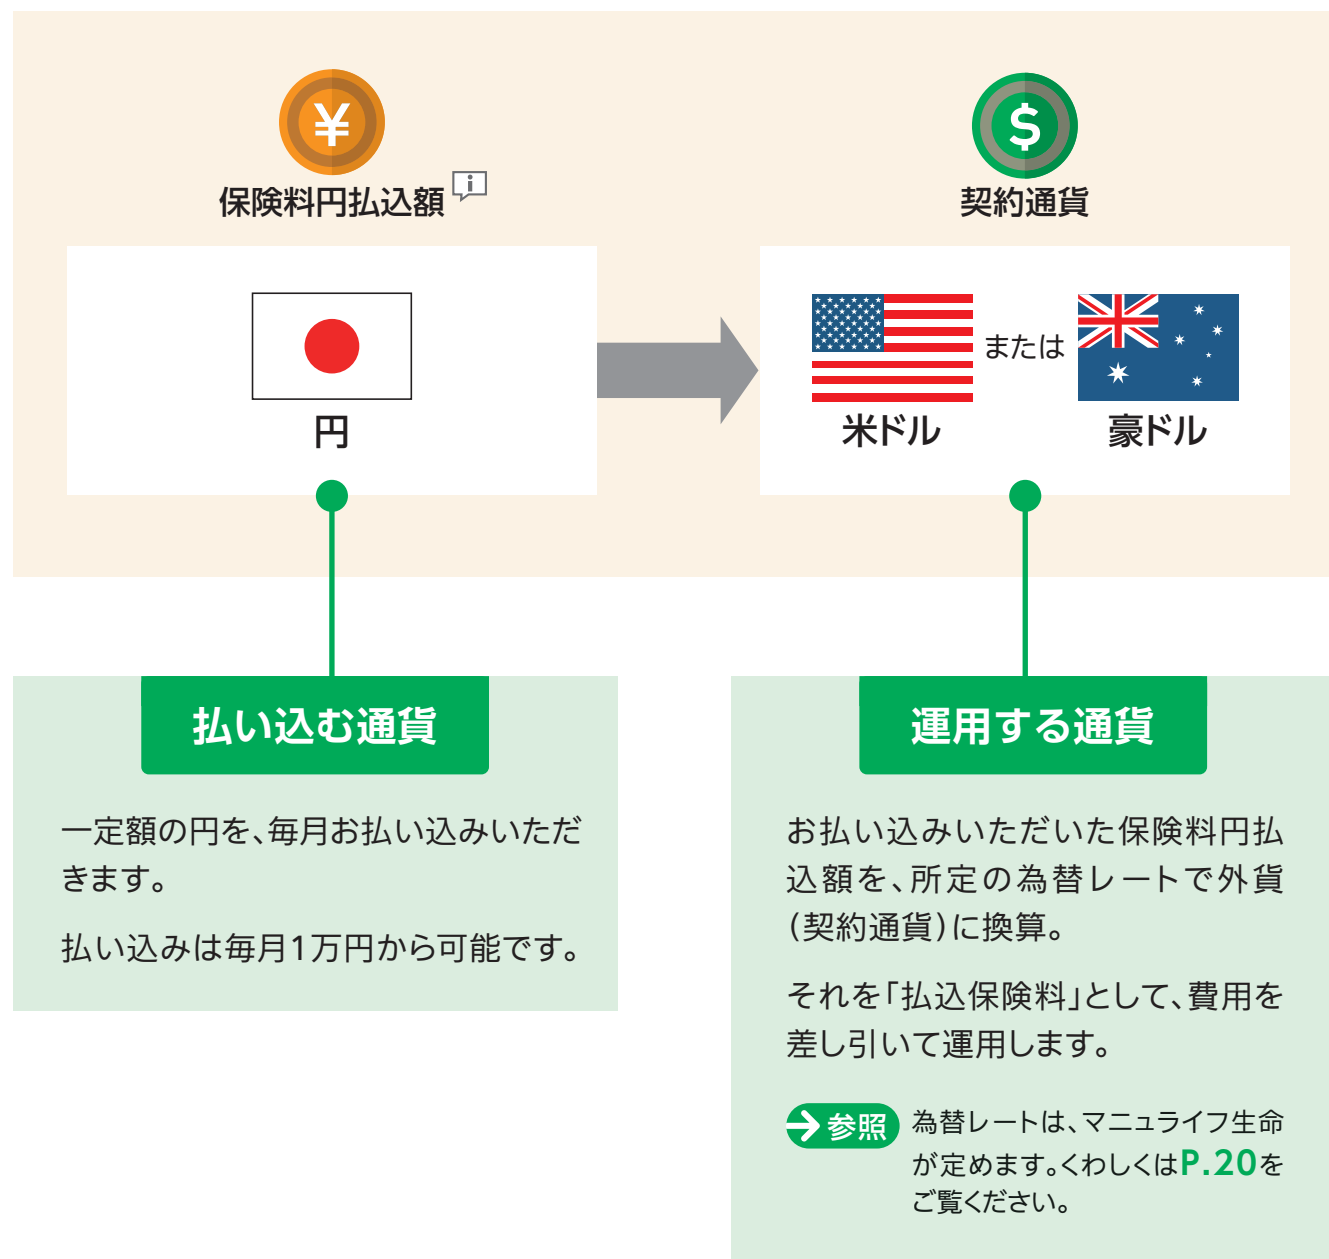 ¥
$
保険料円払込額 i
契約通貨
円
米ドル
または
豪ドル
払い込む通貨
一定額の円を、毎月お払い込みいただ
きます。
払い込みは毎月1万円から可能です。
運用する通貨
お払い込みいただいた保険料円払
込額を、所定の為替レートで外貨
（契約通貨）に換算。
それを「払込保険料」として、費用を
差し引いて運用します。
参照
為替レートは、マニュライフ生命
が定めます。くわしくはP.20を
ご覧ください。